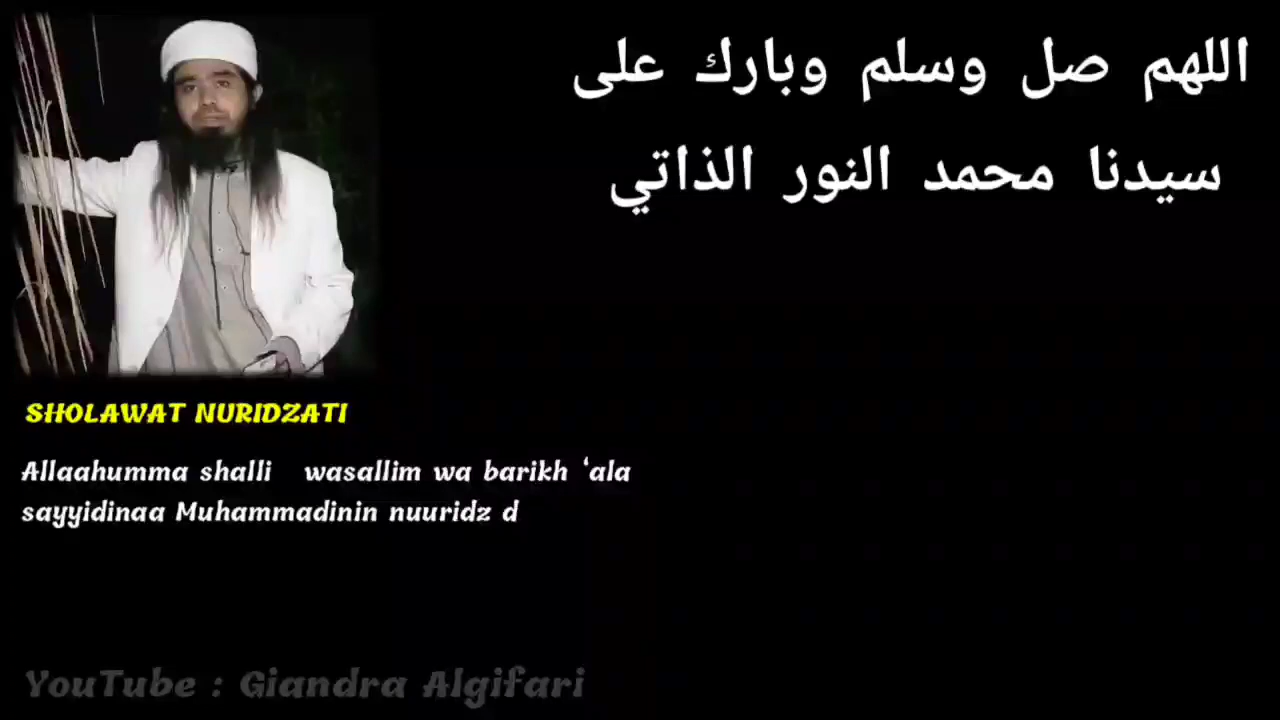 اللهم صل وسلم وبارك على
سيدنا محمد النور الذاتي
SHOLAWAT NURIDZATI
Allaahumma shalli wasallim wa barikh ‘ala
sayyidinaa Muhammadinin nuuridz d
YouTube : Giandra Algifari